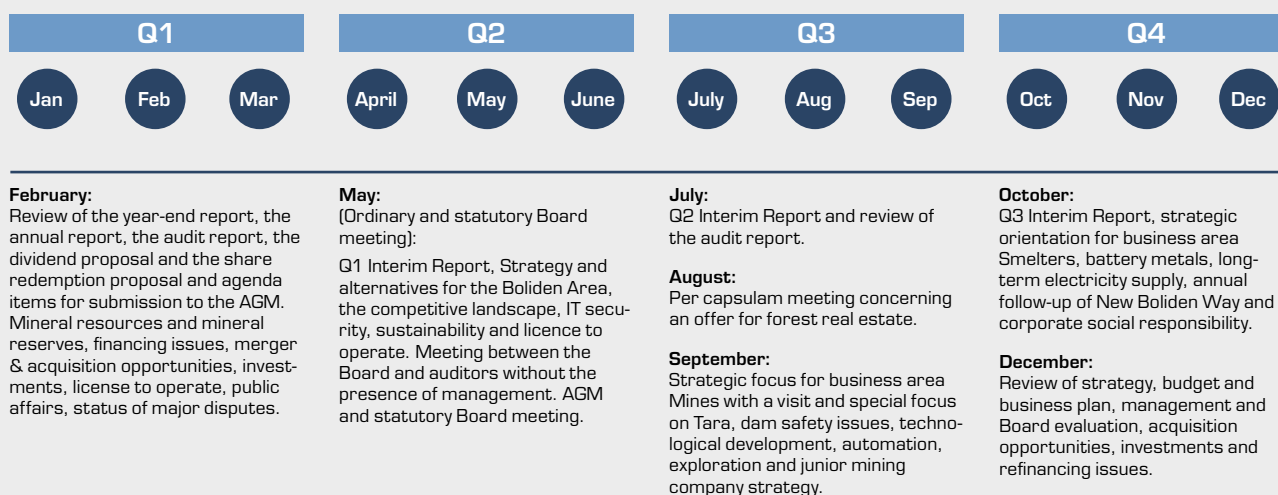 Q1
Q2
Q3
Q4
Jan
Feb
Mar
April
May
June
July
Aug
Sep
Oct
Nov
Dec
February:
Review of the year-end report, the
annual report, the audit report, the
dividend proposal and the share
redemption proposal and agenda
items for submission to the AGM.
Mineral resources and mineral
reserves, financing issues, merger
& acquisition opportunities, invest-
ments, license to operate, public
affairs, status of major disputes.
May:
(Ordinary and statutory Board
meeting):
Q1 Interim Report, Strategy and
alternatives for the Boliden Area,
the competitive landscape, IT secu-
rity, sustainability and licence to
operate. Meeting between the
Board and auditors without the
presence of management. AGM
and statutory Board meeting.
July:
Q2 Interim Report and review of
the audit report.
August:
Per capsulam meeting concerning
an offer for forest real estate.
September:
Strategic focus for business area
Mines with a visit and special focus
on Tara, dam safety issues, techno-
logical development, automation,
exploration and junior mining
company strategy.
October:
Q3 Interim Report, strategic
orientation for business area
Smelters, battery metals, long-
term electricity supply, annual
follow-up of New Boliden Way and
corporate social responsibility.
December:
Review of strategy, budget and
business plan, management and
Board evaluation, acquisition
opportunities, investments and
refinancing issues.